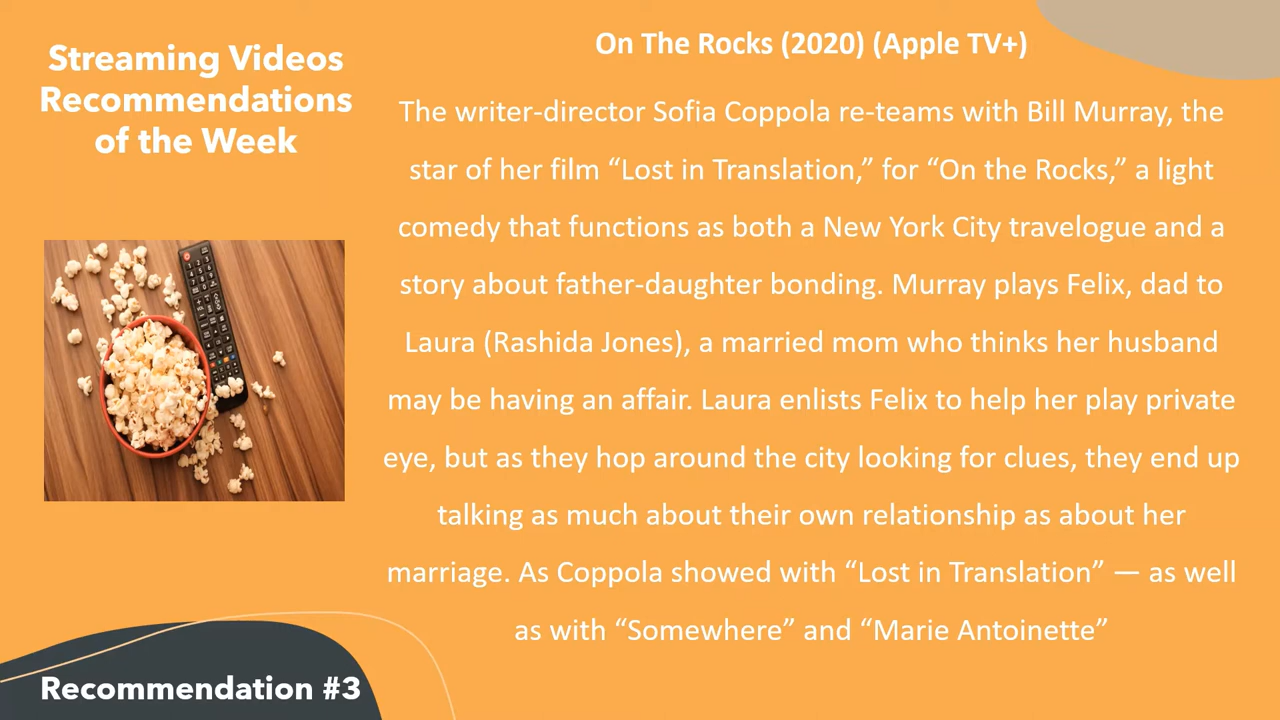 Streaming Videos
Recommendations
of the Week
On The Rocks (2020) (Apple TV+)
The writer-director Sofia Coppola re-teams with Bill Murray, the
star of her film “Lost in Translation,” for “On the Rocks,” a light
comedy that functions as both a New York City travelogue and a
story about father-daughter bonding. Murray plays Felix, dad to
Laura (Rashida Jones), a married mom who thinks her husband
may be having an affair. Laura enlists Felix to help her play private
eye, but as they hop around the city looking for clues, they end up
talking as much about their own relationship as about her
marriage. As Coppola showed with “Lost in Translation” — as well
as with “Somewhere” and “Marie Antoinette”
Recommendation #3